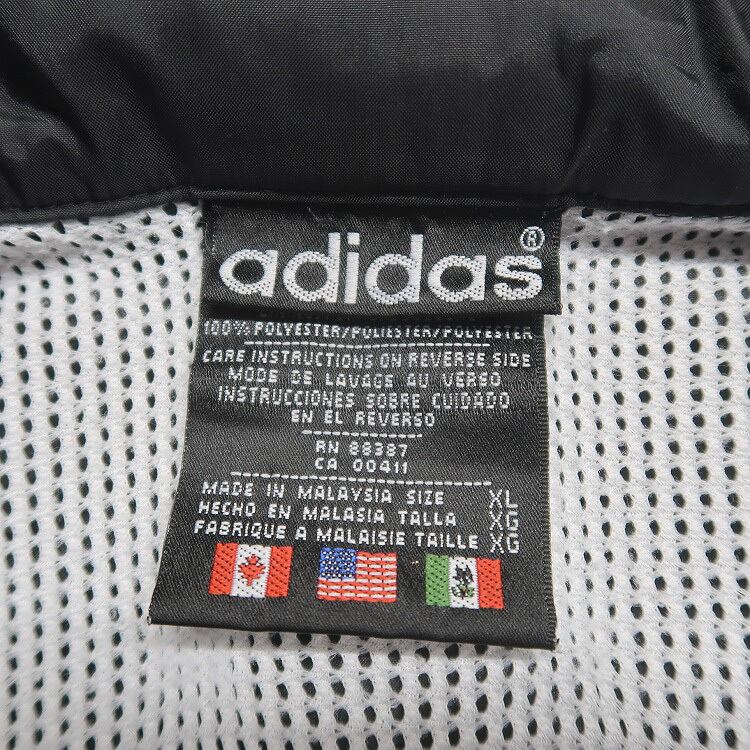 adidas®
100% POLYESTER/POLIESTER/POLYESTER
CARE INSTRUCTIONS ON REVERSE SIDE
MODE DE LAVAGE AU VERSO
INSTRUCCIONES SOBRE CUIDADO
EN EL REVERSO
RN 88387
CA 00411
MADE IN MALAYSIA SIZE XL
HECHO EN MALASIA TALLA XG
FABRIQUE A MALAISIE TAILLE XG